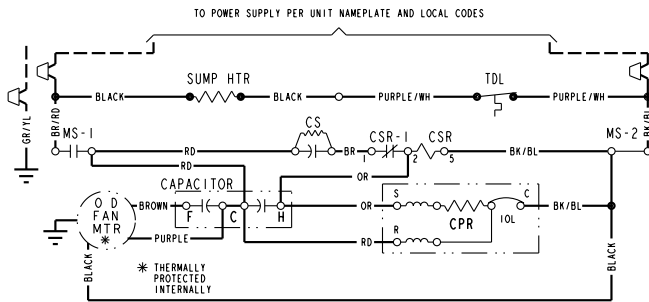 TO POWER SUPPLY PER UNIT NAMEPLATE AND LOCAL CODES
SUMP HTR
TDL
BLACK
BLACK
PURPLE/WH
PURPLE/WH
GR/YL
BR/RD
BK/BL
MS-1
CS
CSR-1
CSR
MS-2
RD
BR
1
2
5
BK/BL
RD
OR
CAPACITOR
O D
FAN
MTR
*
BROWN
F
C
H
OR
S
CPR
C
IOL
BK/BL
PURPLE
RD
R
BLACK
* THERMALLY
PROTECTED
INTERNALLY
BLACK